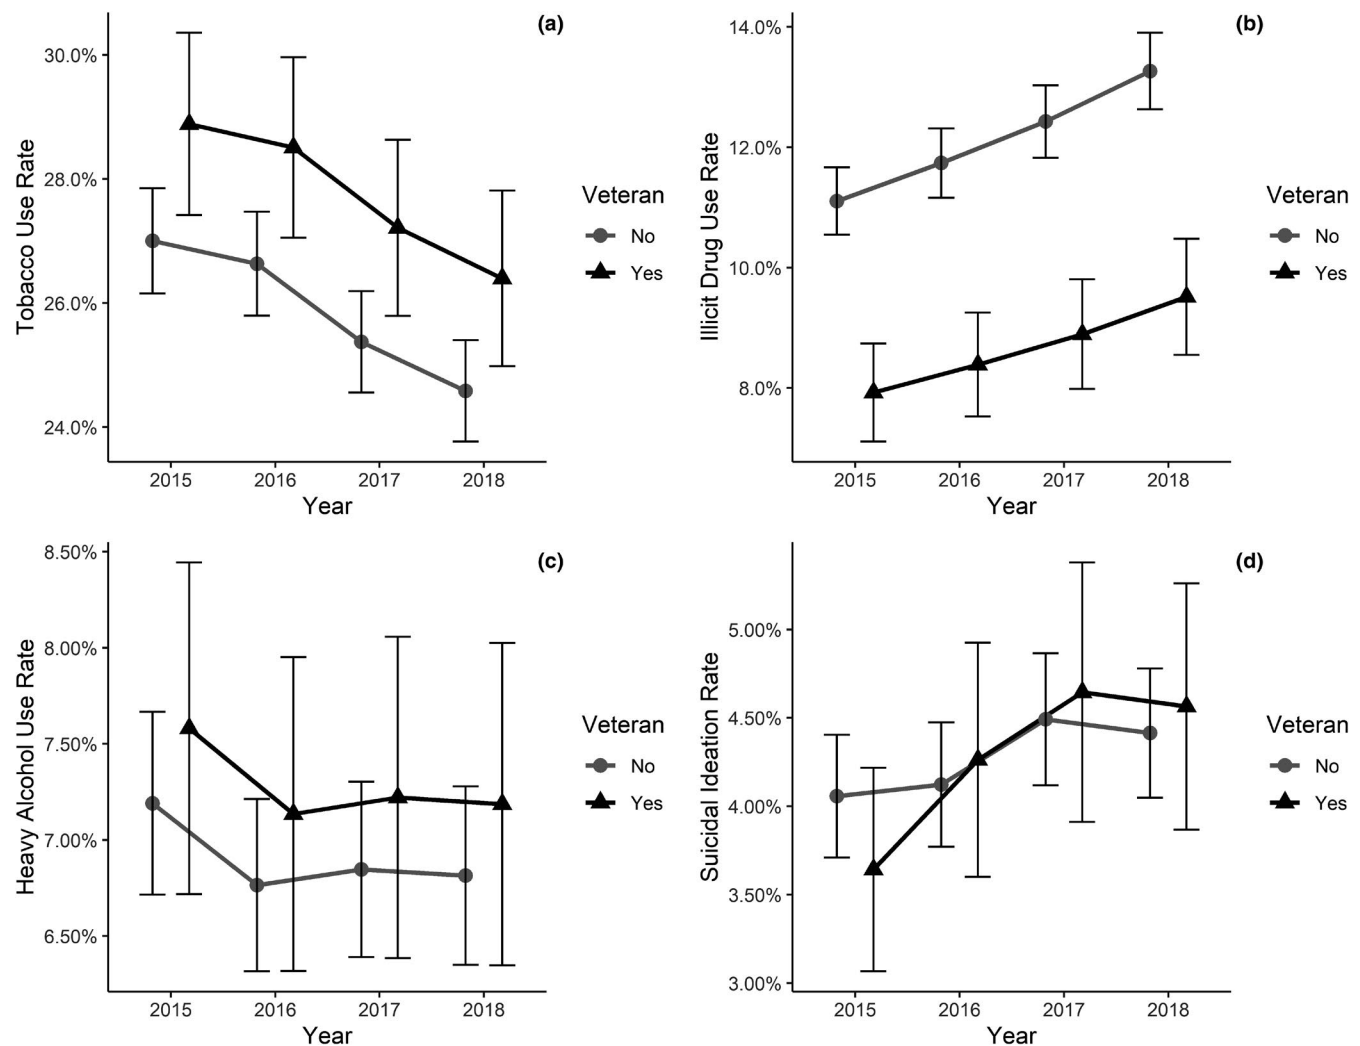 (a)
Tobacco Use Rate
30.0%
28.0%
26.0%
24.0%
2015 2016 2017 2018
Year
Veteran
No
Yes
(b)
Illicit Drug Use Rate
14.0%
12.0%
10.0%
8.0%
2015 2016 2017 2018
Year
Veteran
No
Yes
(c)
Heavy Alcohol Use Rate
8.50%
8.00%
7.50%
7.00%
6.50%
2015 2016 2017 2018
Year
Veteran
No
Yes
(d)
Suicidal Ideation Rate
5.00%
4.50%
4.00%
3.50%
3.00%
2015 2016 2017 2018
Year
Veteran
No
Yes